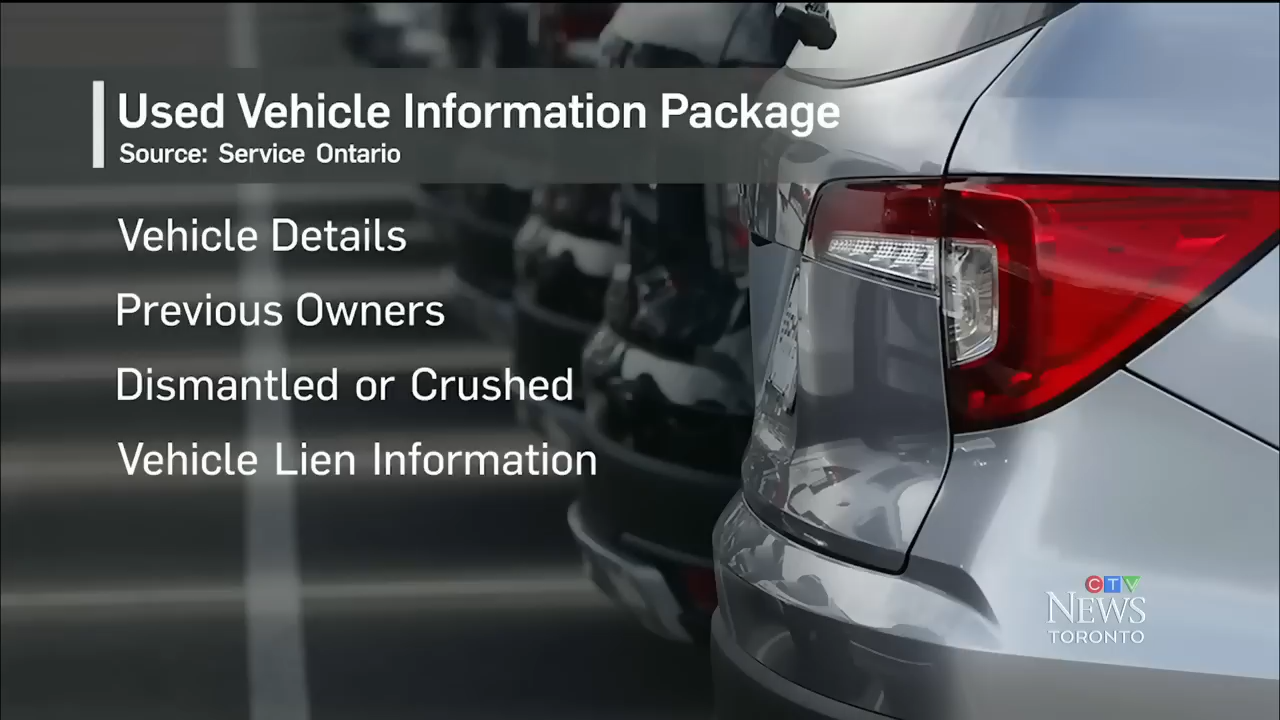 Used Vehicle Information Package
Source: Service Ontario
Vehicle Details
Previous Owners
Dismantled or Crushed
Vehicle Lien Information
CTV
NEWS
TORONTO